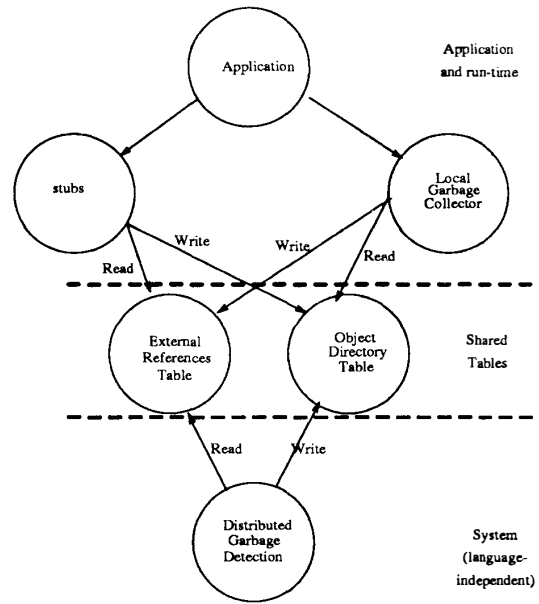 Application
Application
and run-time
stubs
Local
Garbage
Collector
Write
Write
Read
Read
External
References
Table
Object
Directory
Table
Shared
Tables
Read
Write
Distributed
Garbage
Detection
System
(language-
independent)